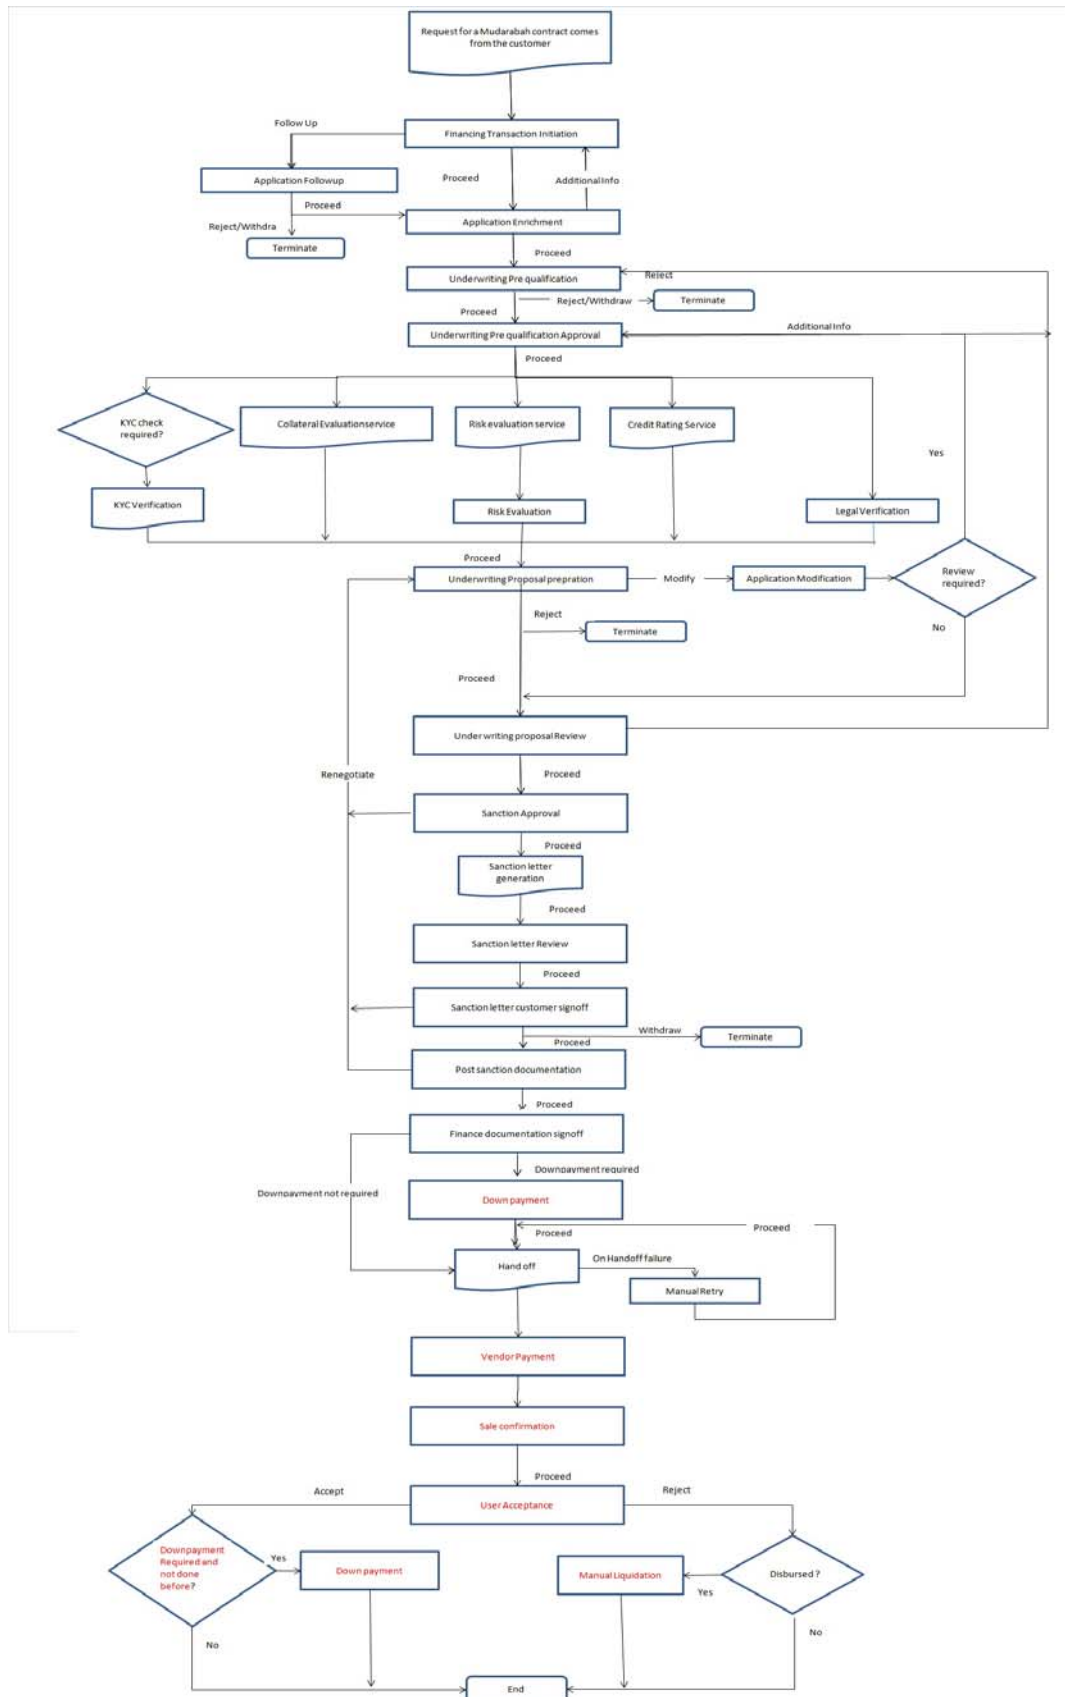 Request for a Mudarabah contract comes
from the customer
Follow Up
Financing Transaction Initiation
Proceed
Additional Info
Application Followup
Proceed
Application Enrichment
Reject/Withdra
Terminate
Proceed
Underwriting Pre qualification
Reject
Reject/Withdraw
Terminate
Proceed
Additional Info
Underwriting Pre qualification Approval
Proceed
KYC check
required?
Collateral Evaluation service
Risk evaluation service
Credit Rating Service
Yes
KYC Verification
Risk Evaluation
Legal Verification
Proceed
Underwriting Proposal prepration
Modify
Application Modification
Review
required?
Reject
Terminate
No
Proceed
Under writing proposal Review
Renegotiate
Proceed
Sanction Approval
Proceed
Sanction letter
generation
Proceed
Sanction letter Review
Proceed
Sanction letter customer signoff
Withdraw
Terminate
Proceed
Post sanction documentation
Proceed
Finance documentation signoff
Downpayment required
Downpayment not required
Down payment
Proceed
Proceed
Hand off
On Handoff failure
Manual Retry
Vendor Payment
Sale confirmation
Proceed
Accept
User Acceptance
Reject
Downpayment
Required and
not done
before?
Yes
Down payment
Manual Liquidation
Yes
Disbursed ?
No
No
End